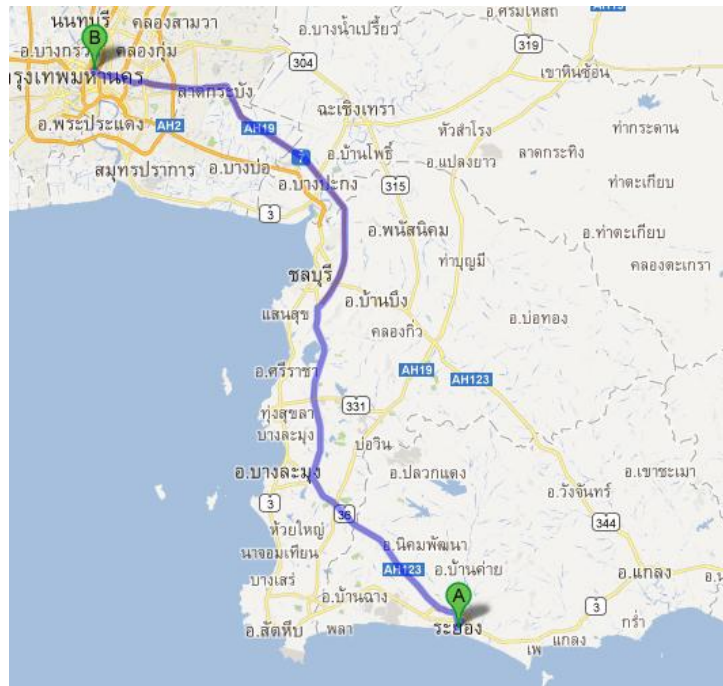 นนทบุรี
คลองสามวา
B
อ.บางกรวย
คลองกุ่ม
อ.บางน้ำเปรี้ยว
319
304
เขาหินซ้อน
กรุงเทพมหานคร
ลาดกระบัง
ฉะเชิงเทรา
อ.พระประแดง
AH2
AH19
หัวสำโรง
ท่ากระดาน
7
อ.บ้านโพธิ์
อ.แปลงยาว
ลาดกระทิง
สมุทรปราการ
อ.บางบ่อ
อ.บางปะกง
315
ท่าตะเกียบ
3
อ.พนัสนิคม
อ.ท่าตะเกียบ
ท่าบุญมี
คลองตะเกรา
ชลบุรี
อ.บ้านบึง
แสนสุข
คลองกิ่ว
อ.บ่อทอง
อ.ศรีราชา
AH19
AH123
331
ทุ่งสุขลา
บางละมุง
บ่อวิน
อ.บางละมุง
อ.ปลวกแดง
อ.เขาชะเมา
3
36
อ.วังจันทร์
344
ห้วยใหญ่
นาจอมเทียน
อ.นิคมพัฒนา
บางเสร่
AH123
อ.บ้านค่าย
อ.แกลง
อ.บ้านฉาง
A
3
อ.สัตหีบ
พลา
ระยอง
เพ
แกลง
กร่ำ